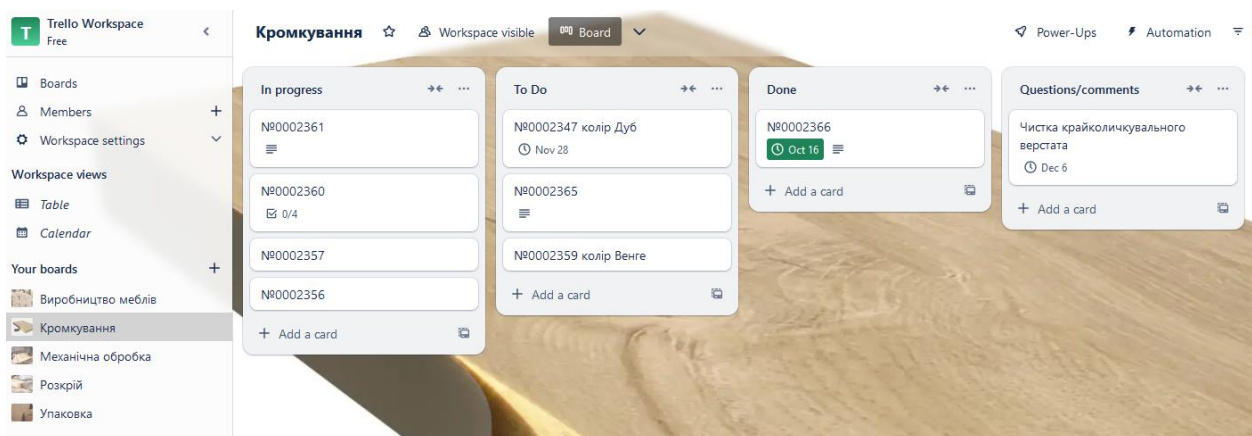 T
Trello Workspace
Free
Boards
Members
Workspace settings
Workspace views
Table
Calendar
Your boards
Виробництво меблів
Кромкування
Механічна обробка
Розкрій
Упаковка
Кромкування
Workspace visible
Board
Power-Ups
Automation
In progress
№0002361
№0002360
0/4
№0002357
№0002356
+ Add a card
To Do
№0002347 колір Дуб
Nov 28
№0002365
№0002359 колір Венге
+ Add a card
Done
№0002366
Oct 16
+ Add a card
Questions/comments
Чистка крайколичкувального
верстата
Dec 6
+ Add a card